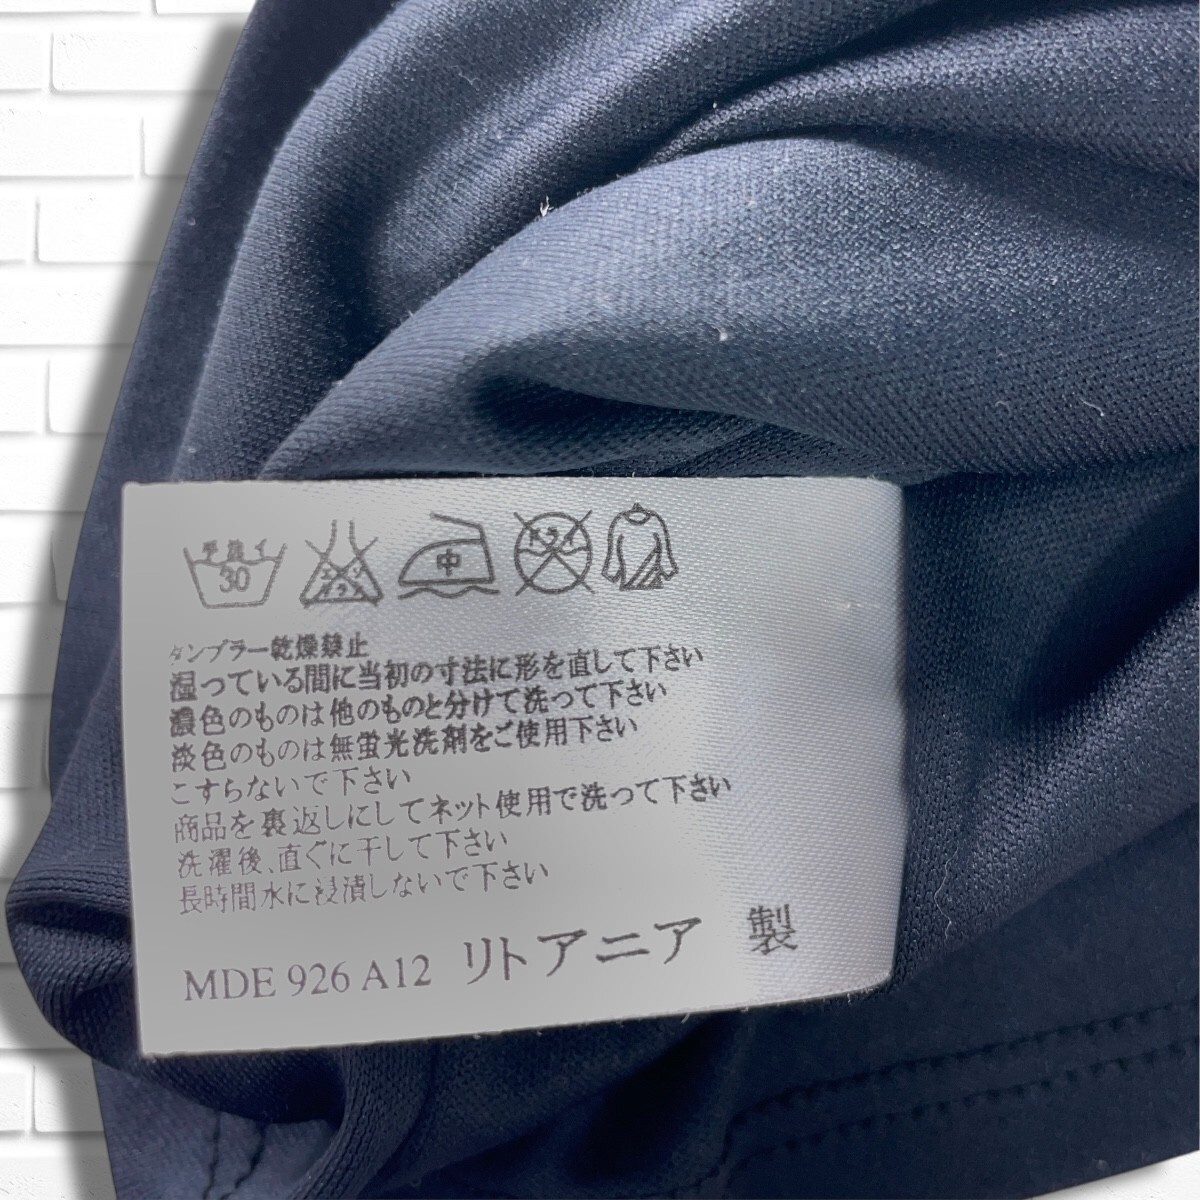 手洗イ
30
エンソ
サラシ
中
ドライ
タンブラー乾燥禁止
湿っている間に当初の寸法に形を直して下さい
濃色のものは他のものと分けて洗って下さい
淡色のものは無蛍光洗剤をご使用下さい
こすらないで下さい
商品を裏返しにしてネット使用で洗って下さい
洗濯後、直ぐに干して下さい
長時間水に浸漬しないで下さい
MDE 926 A12 リトアニア 製